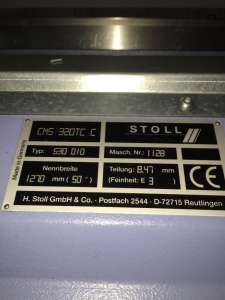 CMS 320TC C
STOLL
Made in Germany
Typ: 530 010
Masch. Nr.: 1128
Nennbreite
1270 mm ( 50 " )
Teilung: 8.47 mm
(Feinheit: E 3 )
CE
H. Stoll GmbH & Co. · Postfach 2544 · D-72715 Reutlingen